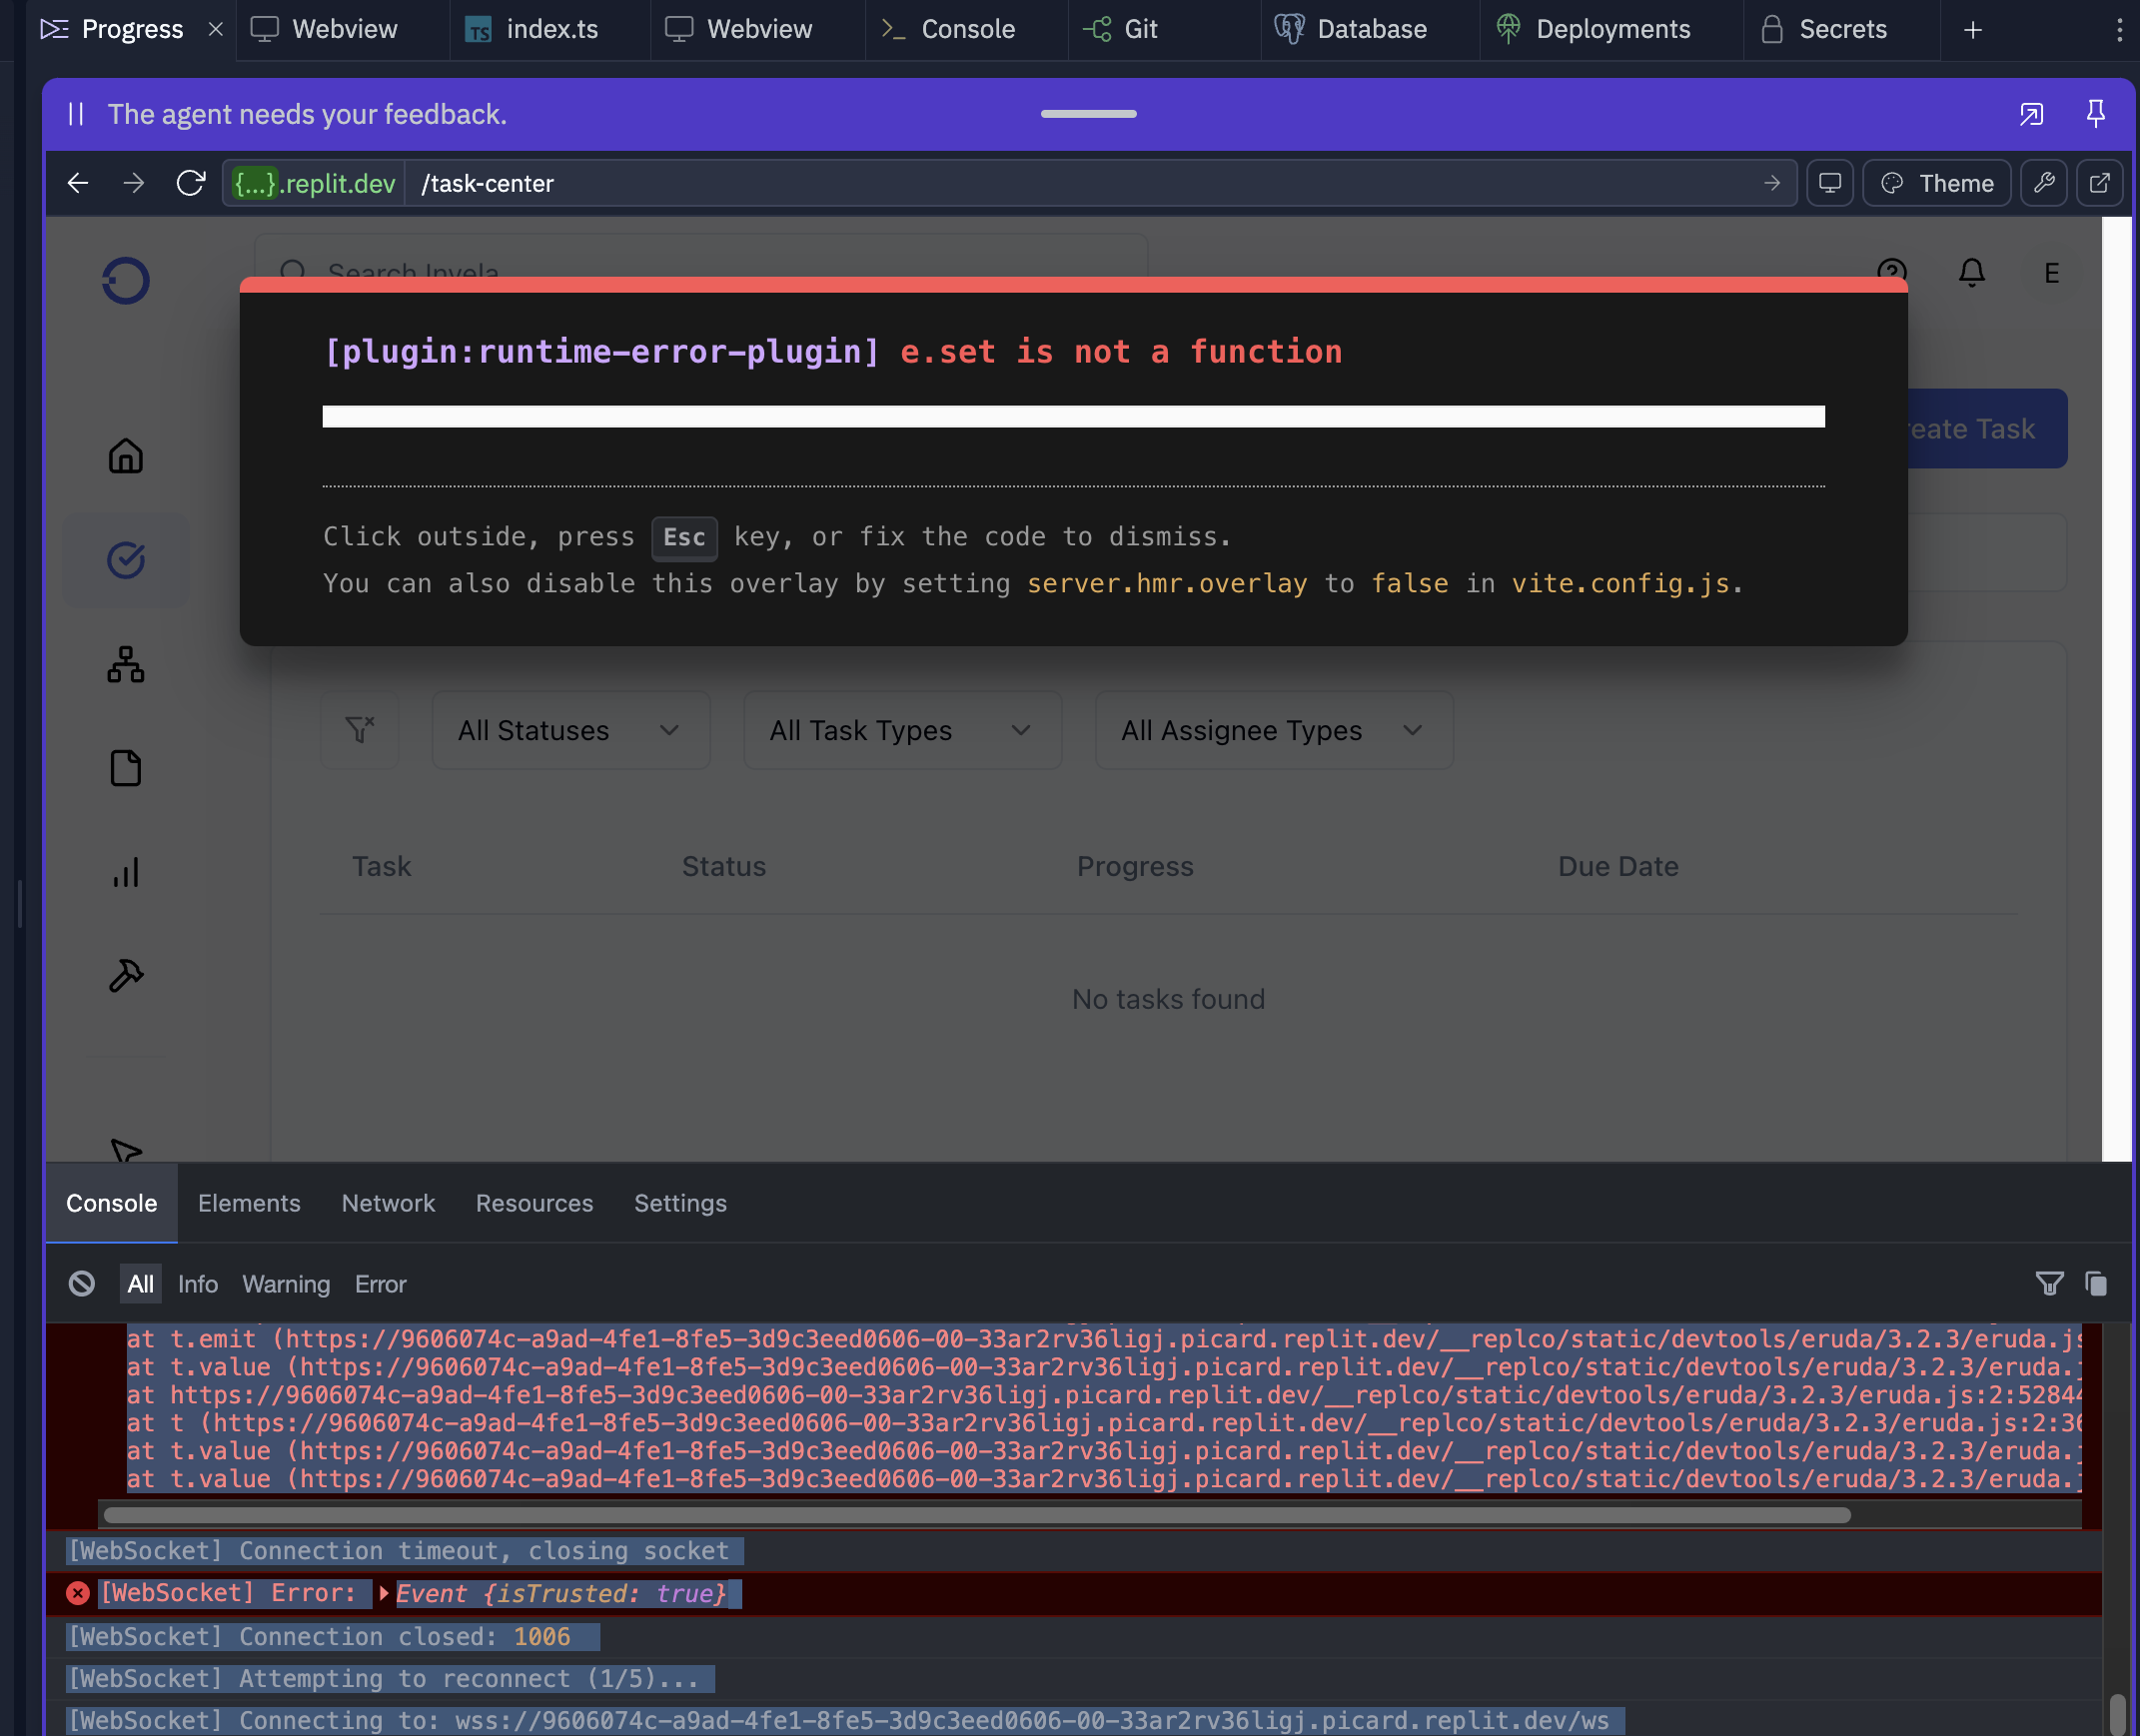 Progress
Webview
TS index.ts
Webview
Console
Git
Database
Deployments
Secrets
The agent needs your feedback.
{...}.replit.dev /task-center
Theme
Search Invela
E
[plugin:runtime-error-plugin] e.set is not a function
reate Task
Click outside, press Esc key, or fix the code to dismiss.
You can also disable this overlay by setting server.hmr.overlay to false in vite.config.js.
All Statuses
All Task Types
All Assignee Types
Task Status Progress Due Date
No tasks found
Console Elements Network Resources Settings
All Info Warning Error
at t.emit (https://9606074c-a9ad-4fe1-8fe5-3d9c3eed0606-00-33ar2rv36ligj.picard.replit.dev/__replco/static/devtools/eruda/3.2.3/eruda.js
at t.value (https://9606074c-a9ad-4fe1-8fe5-3d9c3eed0606-00-33ar2rv36ligj.picard.replit.dev/__replco/static/devtools/eruda/3.2.3/eruda.j
at https://9606074c-a9ad-4fe1-8fe5-3d9c3eed0606-00-33ar2rv36ligj.picard.replit.dev/__replco/static/devtools/eruda/3.2.3/eruda.js:2:52844
at t (https://9606074c-a9ad-4fe1-8fe5-3d9c3eed0606-00-33ar2rv36ligj.picard.replit.dev/__replco/static/devtools/eruda/3.2.3/eruda.js:2:36
at t.value (https://9606074c-a9ad-4fe1-8fe5-3d9c3eed0606-00-33ar2rv36ligj.picard.replit.dev/__replco/static/devtools/eruda/3.2.3/eruda.j
at t.value (https://9606074c-a9ad-4fe1-8fe5-3d9c3eed0606-00-33ar2rv36ligj.picard.replit.dev/__replco/static/devtools/eruda/3.2.3/eruda.j
[WebSocket] Connection timeout, closing socket
[WebSocket] Error: Event {isTrusted: true}
[WebSocket] Connection closed: 1006
[WebSocket] Attempting to reconnect (1/5)...
[WebSocket] Connecting to: wss://9606074c-a9ad-4fe1-8fe5-3d9c3eed0606-00-33ar2rv36ligj.picard.replit.dev/ws